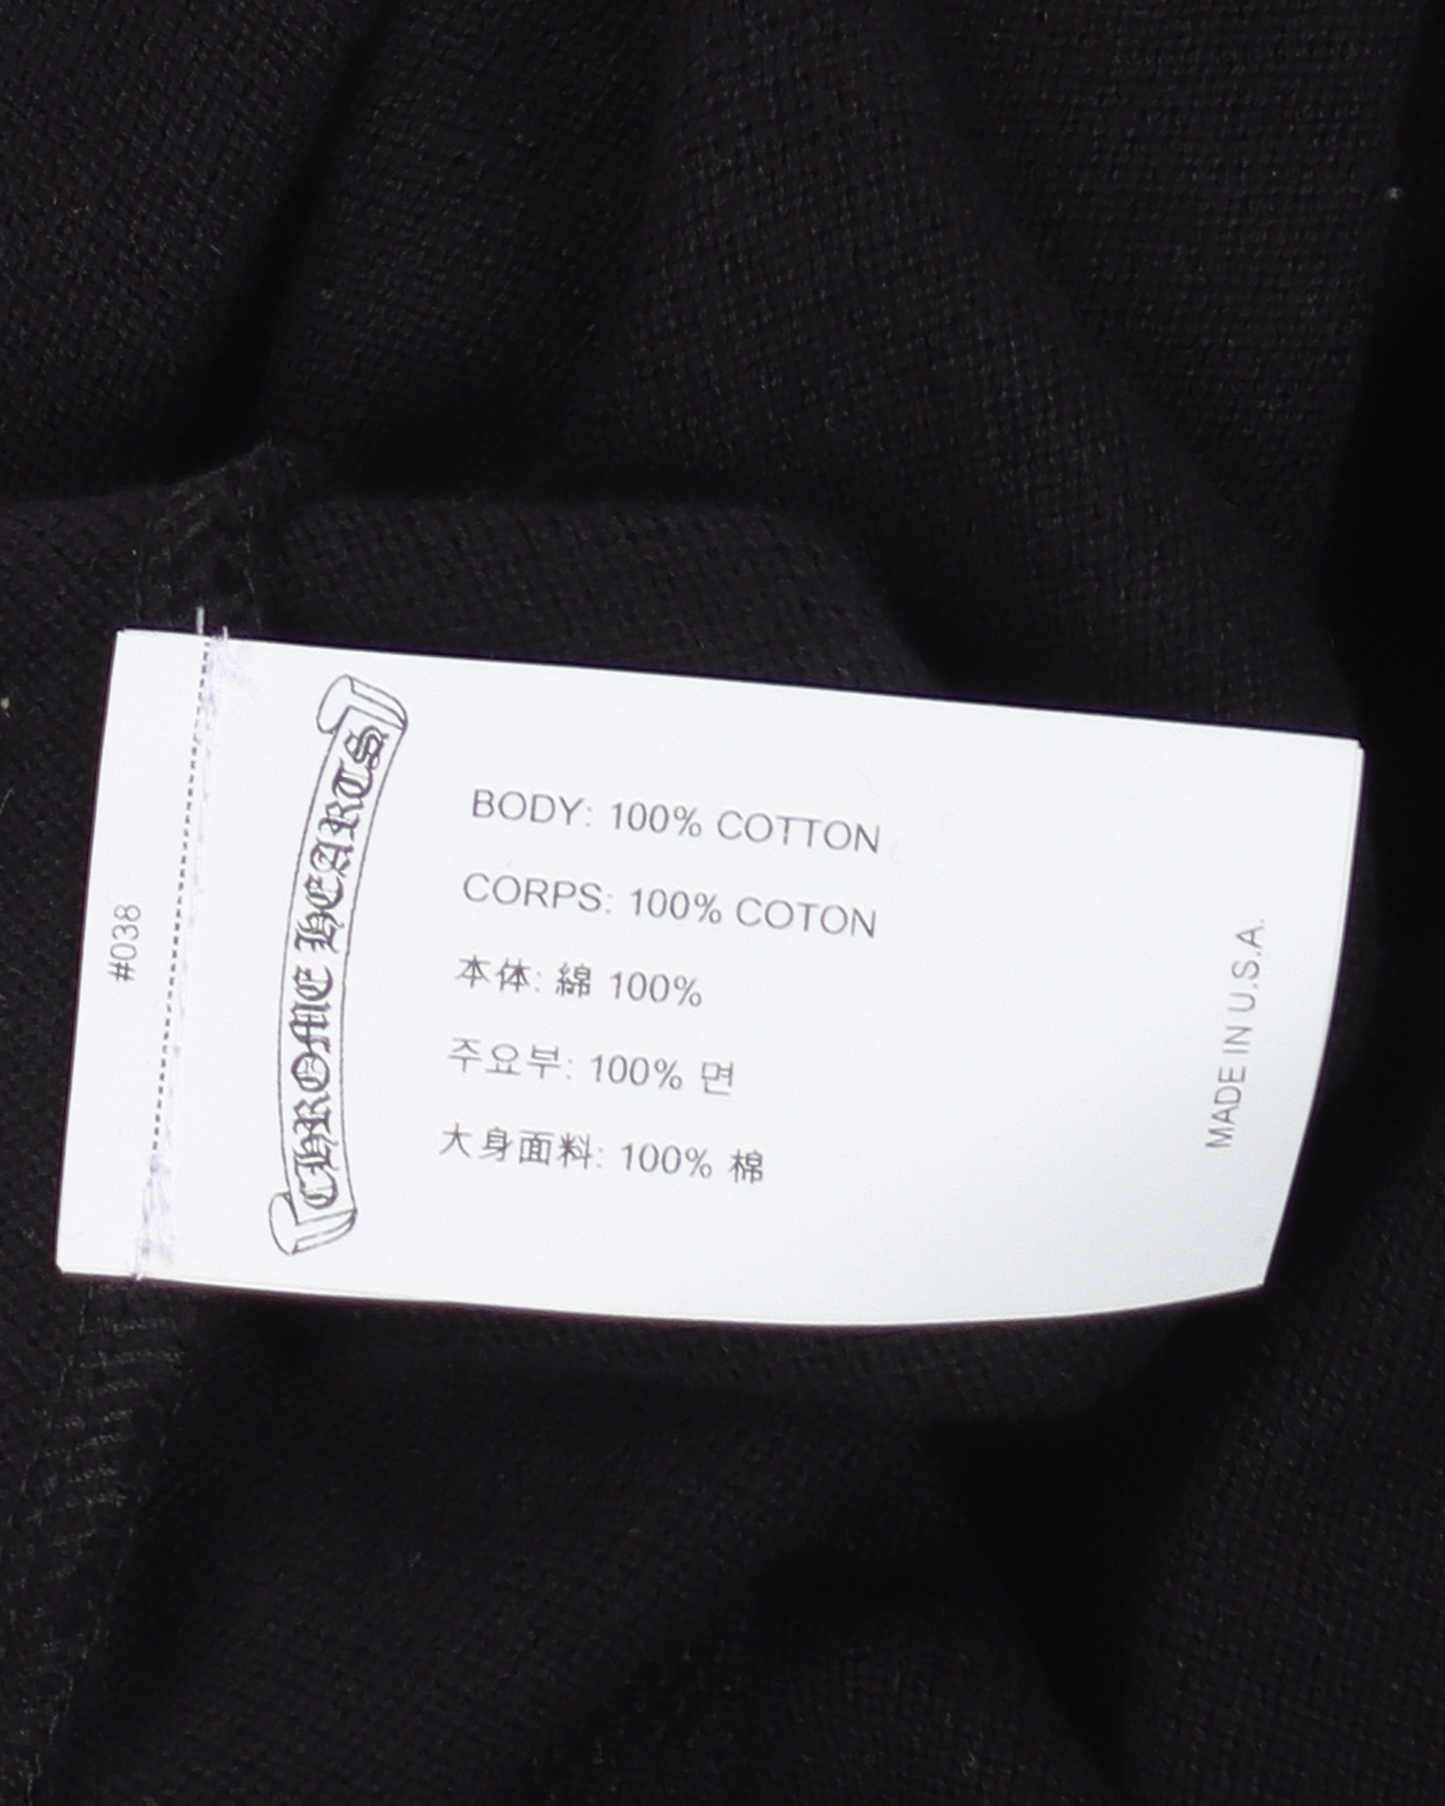 #038
CHROME HEARTS
BODY: 100% COTTON
CORPS: 100% COTON
本体: 綿 100%
주요부: 100% 면
大身面料: 100% 棉
MADE IN U.S.A.